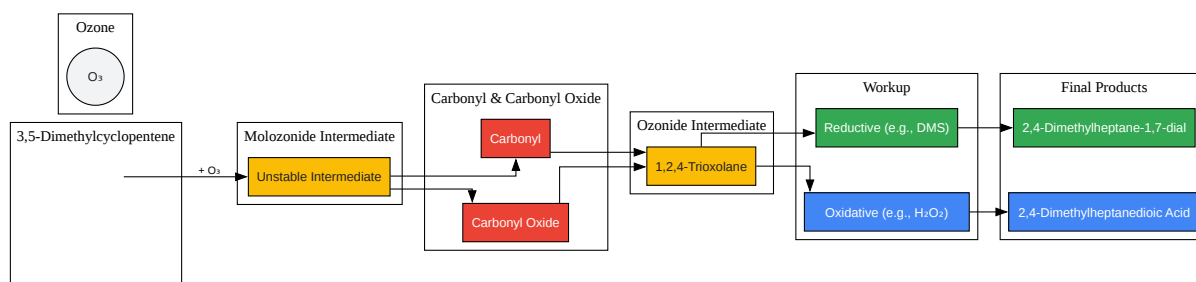 Ozone
O₃
3,5-Dimethylcyclopentene
+ O₃
Molozonide Intermediate
Unstable Intermediate
Carbonyl & Carbonyl Oxide
Carbonyl
Carbonyl Oxide
Ozonide Intermediate
1,2,4-Trioxolane
Workup
Reductive (e.g., DMS)
Oxidative (e.g., H₂O₂)
Final Products
2,4-Dimethylheptane-1,7-dial
2,4-Dimethylheptanedioic Acid